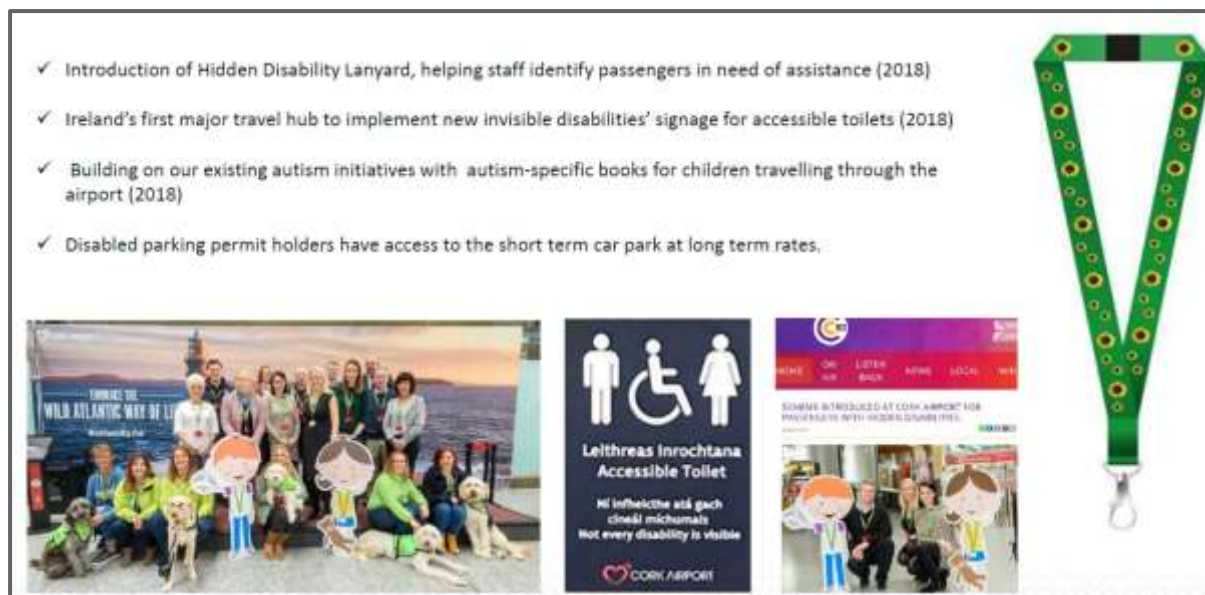 ✓ Introduction of Hidden Disability Lanyard, helping staff identify passengers in need of assistance (2018)
✓ Ireland's first major travel hub to implement new invisible disabilities' signage for accessible toilets (2018)
✓ Building on our existing autism initiatives with autism-specific books for children travelling through the
airport (2018)
✓ Disabled parking permit holders have access to the short term car park at long term rates.
EMBRACE THE
WILD ATLANTIC WAY OF LI
Leithreas Inrochtana
Accessible Toilet
Ní infheicthe atá gach
cineál míchumais
Not every disability is visible
CORK AIRPORT
HOME
ON
AIR
LISTEN
BACK
NEWS
LOCAL
SCHEME INTRODUCED AT CORK AIRPORT FOR
PASSENGERS WITH HIDDEN DISABILITIES